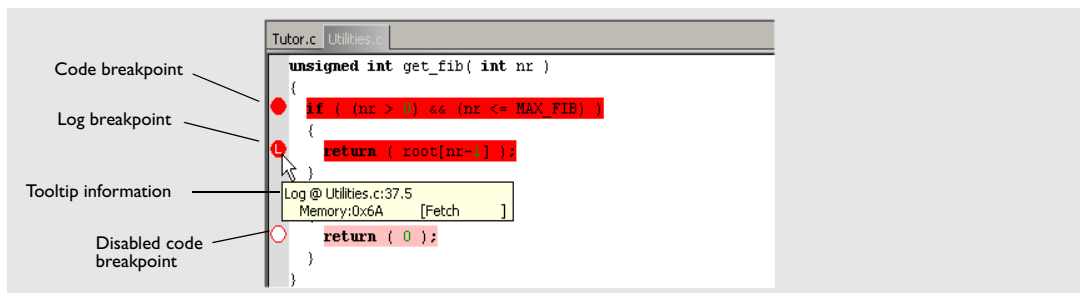 Tutor.c Utilities.c
unsigned int get_fib( int nr )
{
Code breakpoint
if ( (nr > 0) && (nr <= MAX_FIB) )
{
Log breakpoint
L return ( root[nr-1] );
}
Tooltip information
Log @ Utilities.c:37.5
Memory:0x6A [Fetch ]
Disabled code
breakpoint
return ( 0 );
}
}